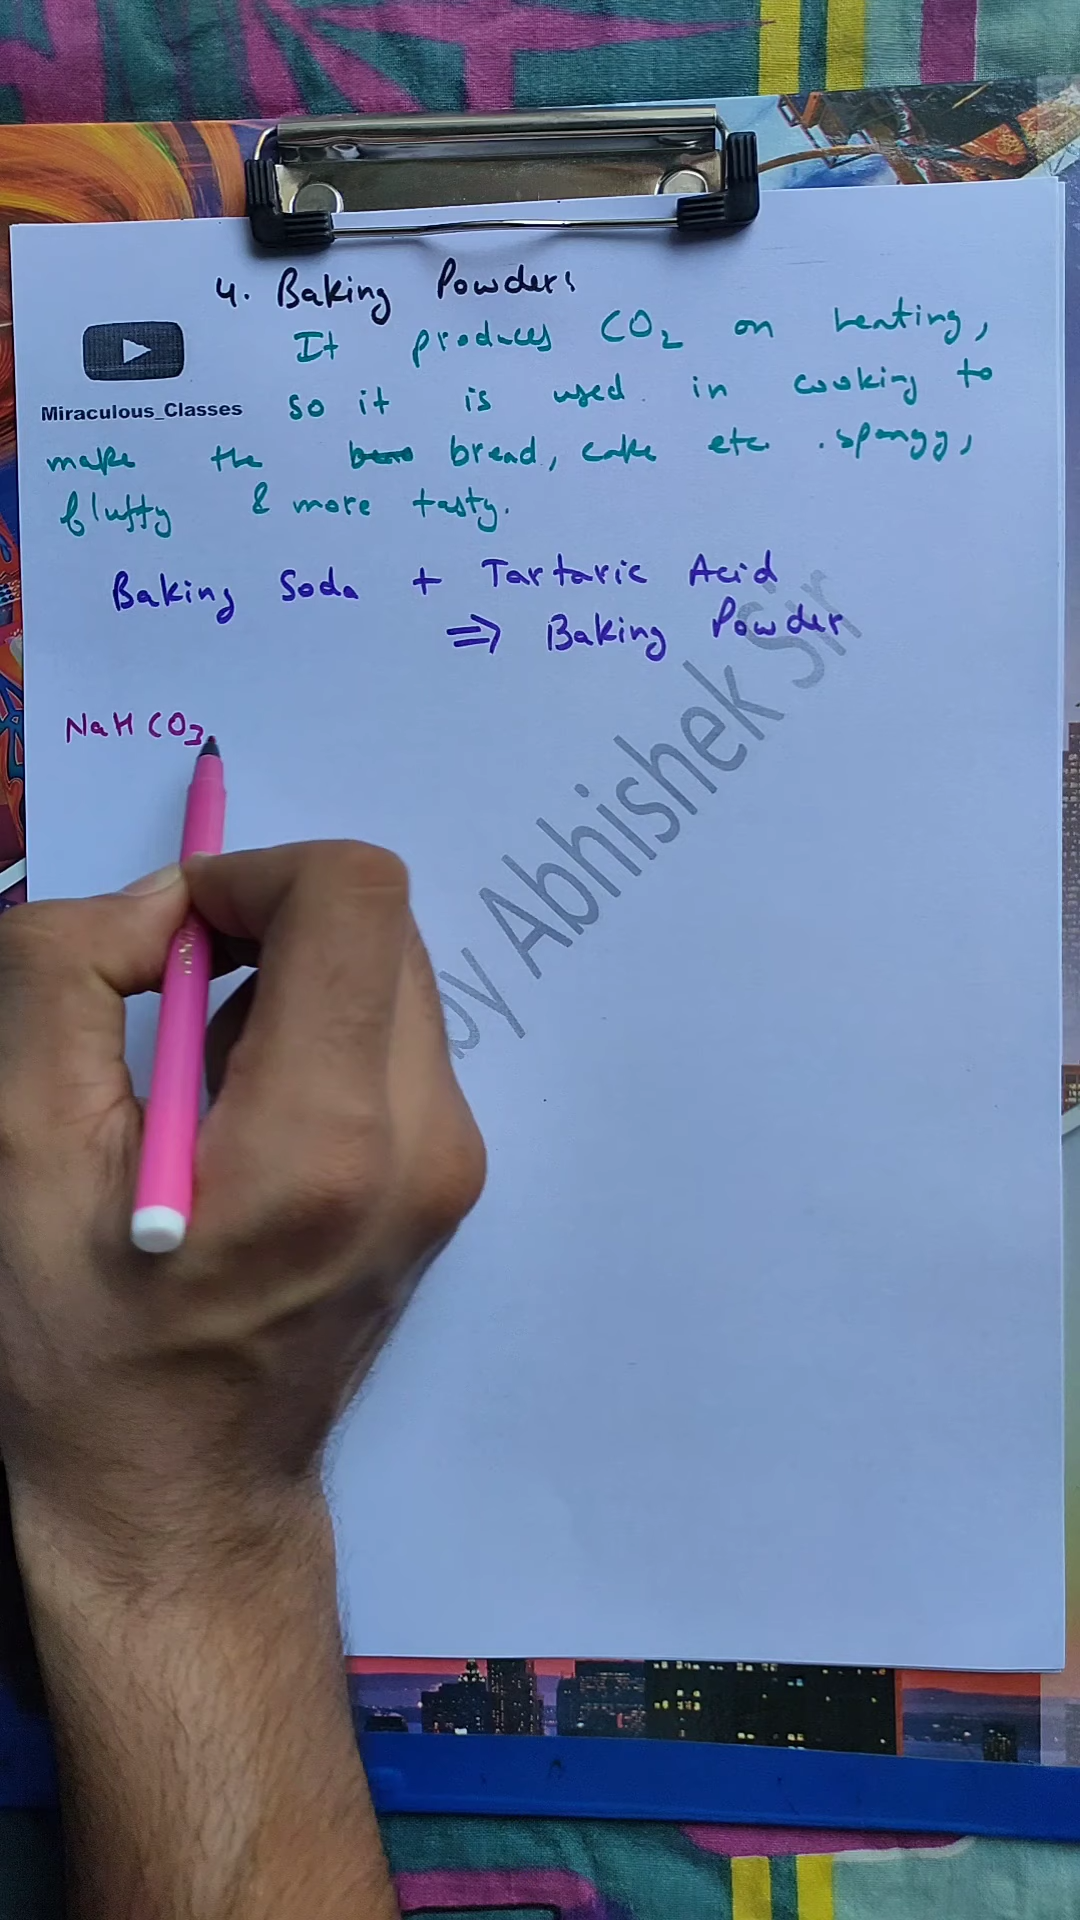 4. Baking Powder:
It produces CO₂ on heating,
Miraculous_Classes
so it is used in cooking to
make the bread, cake etc. spongy,
fluffy & more tasty.
Baking Soda + Tartaric Acid
⇒ Baking Powder
NaHCO₃
by Abhishek Sir